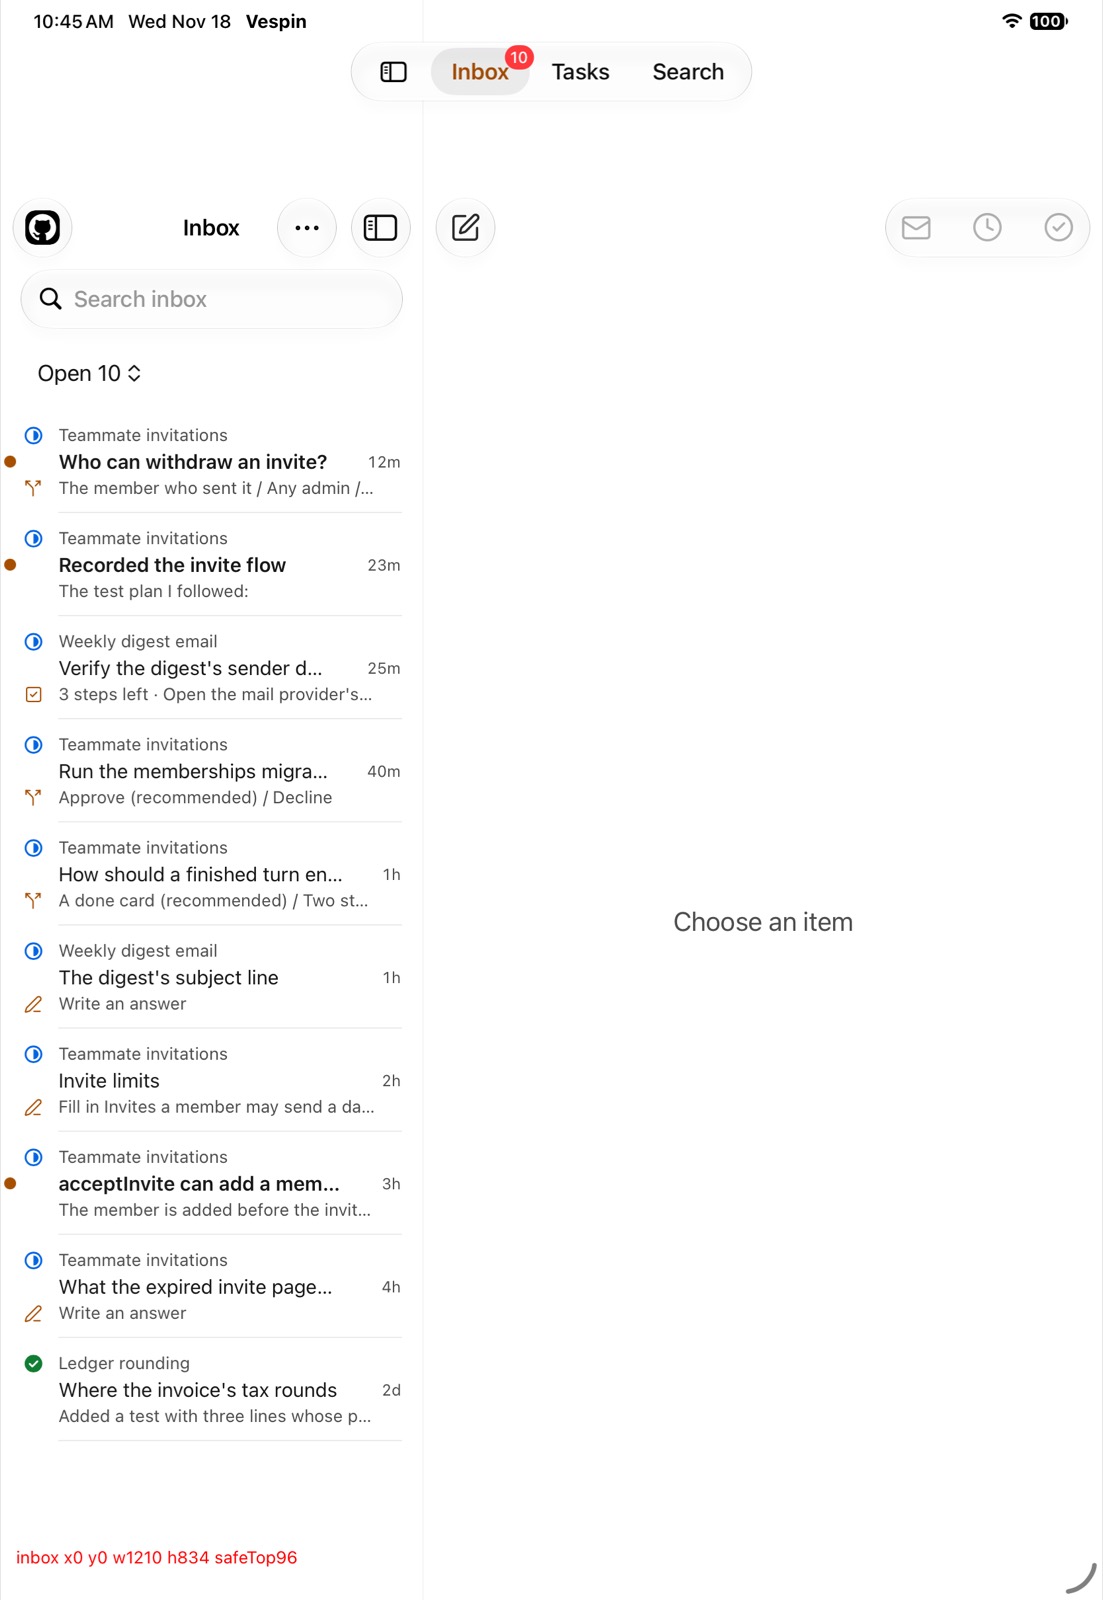 10:45 AM Wed Nov 18 Vespin
100
Inbox 10 Tasks Search
Inbox
Search inbox
Open 10
Teammate invitations
Who can withdraw an invite? 12m
The member who sent it / Any admin /...
Teammate invitations
Recorded the invite flow 23m
The test plan I followed:
Weekly digest email
Verify the digest's sender d... 25m
3 steps left · Open the mail provider's...
Teammate invitations
Run the memberships migra... 40m
Approve (recommended) / Decline
Teammate invitations
How should a finished turn en... 1h
A done card (recommended) / Two st...
Weekly digest email
The digest's subject line 1h
Write an answer
Teammate invitations
Invite limits 2h
Fill in Invites a member may send a da...
Teammate invitations
acceptInvite can add a mem... 3h
The member is added before the invit...
Teammate invitations
What the expired invite page... 4h
Write an answer
Ledger rounding
Where the invoice's tax rounds 2d
Added a test with three lines whose p...
Choose an item
inbox x0 y0 w1210 h834 safeTop96